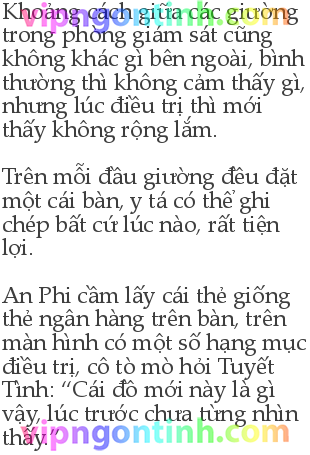 Khoảng cách giữa các giường
vipngontinh.com
trong phòng giám sát cũng
không khác gì bên ngoài, bình
thường thì không cảm thấy gì,
nhưng lúc điều trị thì mới
thấy không rộng lắm.
Trên mỗi đầu giường đều đặt
một cái bàn, y tá có thể ghi
chép bất cứ lúc nào, rất tiện
lợi.
An Phi cầm lấy cái thẻ giống
thẻ ngân hàng trên bàn, trên
màn hình có một số hạng mục
điều trị, cô tò mò hỏi Tuyết
Tình: “Cái đồ mới này là gì
vậy, lúc trước chưa từng nhìn
thấy.”
vipngontinh.com